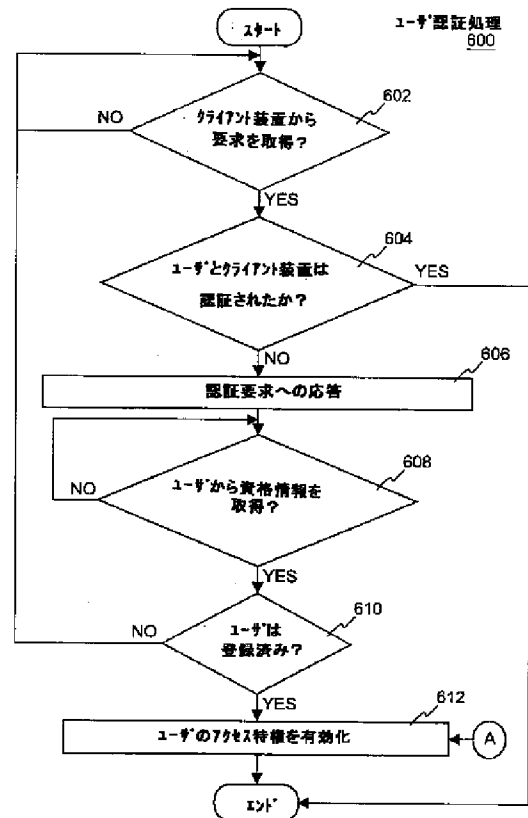 スタート
ユーザ認証処理
600
クライアント装置から
要求を取得?
602
NO
YES
ユーザとクライアント装置は
認証されたか?
604
YES
NO
認証要求への応答
606
ユーザから資格情報を
取得?
608
NO
YES
ユーザは
登録済み?
610
NO
YES
ユーザのアクセス特権を有効化
612
A
エンド